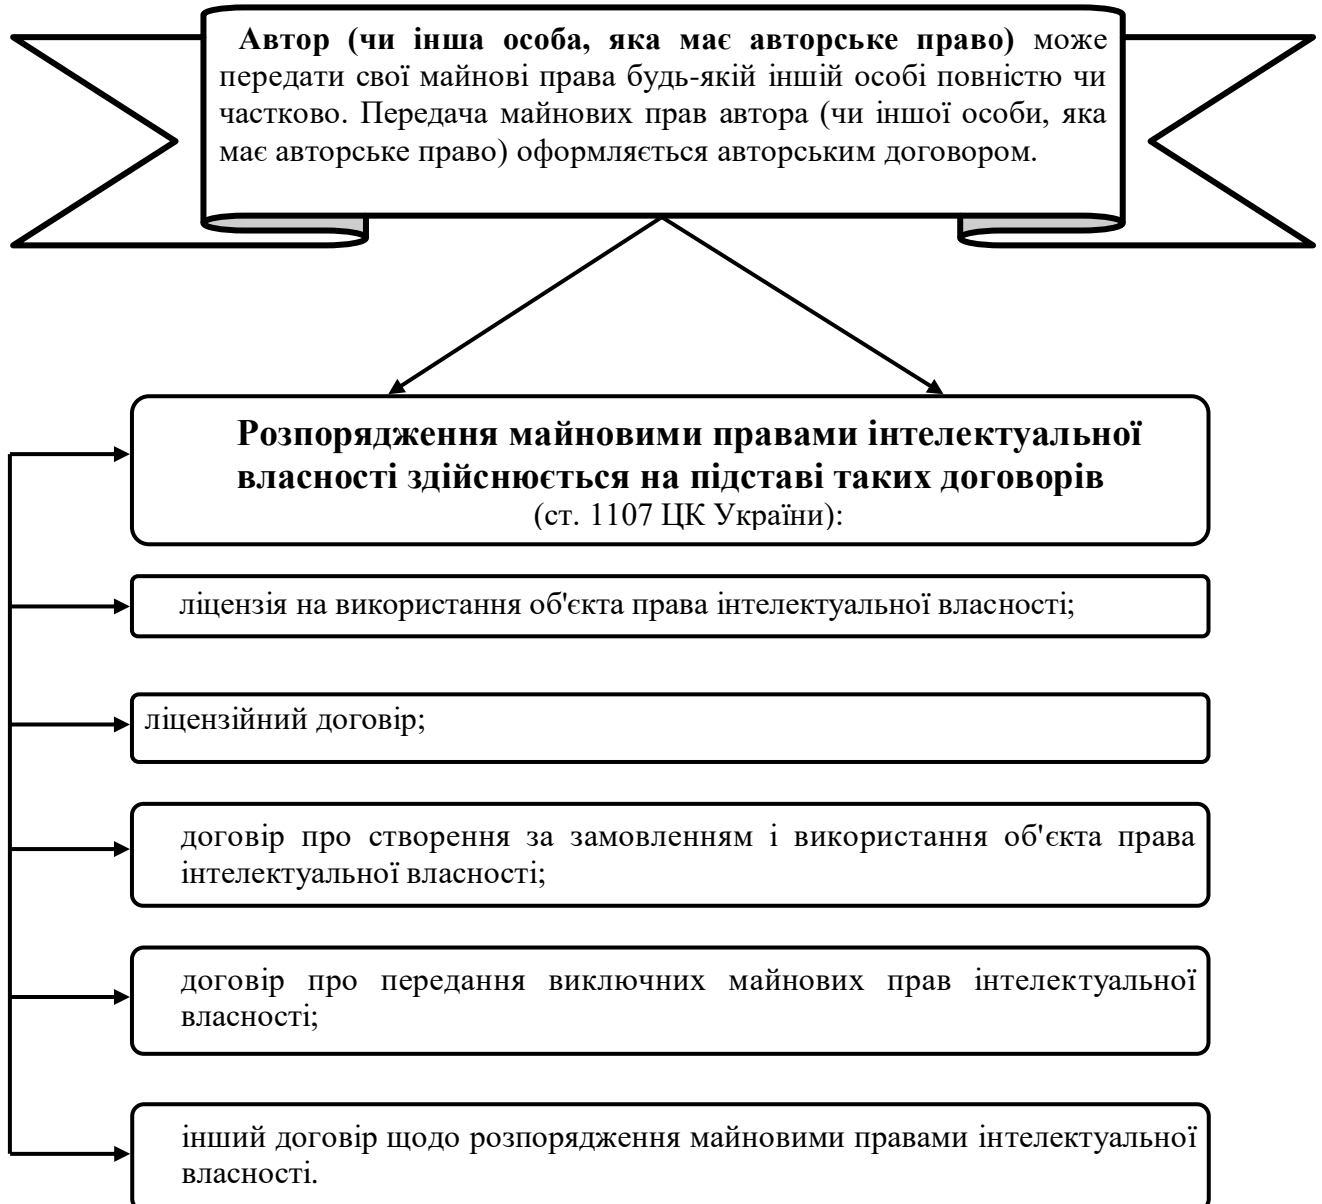 Автор (чи інша особа, яка має авторське право) може
передати свої майнові права будь-якій іншій особі повністю чи
частково. Передача майнових прав автора (чи іншої особи, яка
має авторське право) оформляється авторським договором.
Розпорядження майновими правами інтелектуальної
власності здійснюється на підставі таких договорів
(ст. 1107 ЦК України):
ліцензія на використання об'єкта права інтелектуальної власності;
ліцензійний договір;
договір про створення за замовленням і використання об'єкта права
інтелектуальної власності;
договір про передання виключних майнових прав інтелектуальної
власності;
інший договір щодо розпорядження майновими правами інтелектуальної
власності.